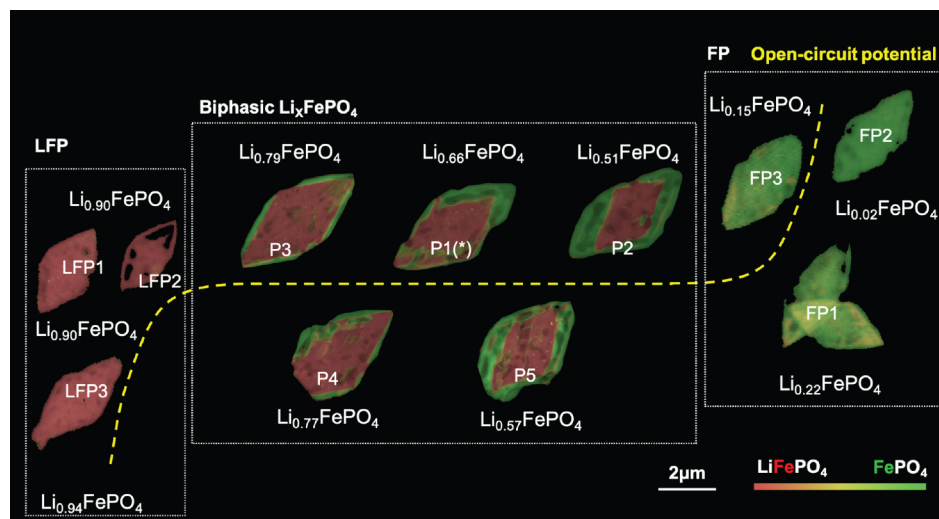 FP Open-circuit potential
Biphasic LiXFePO4
Li0.15FePO4
FP2
LFP
Li0.79FePO4
Li0.66FePO4
Li0.51FePO4
FP3
Li0.90FePO4
Li0.02FePO4
P3
P1(*)
P2
LFP1
LFP2
FP1
Li0.90FePO4
LFP3
P4
P5
Li0.22FePO4
Li0.77FePO4
Li0.57FePO4
2μm
LiFePO4
FePO4
Li0.94FePO4